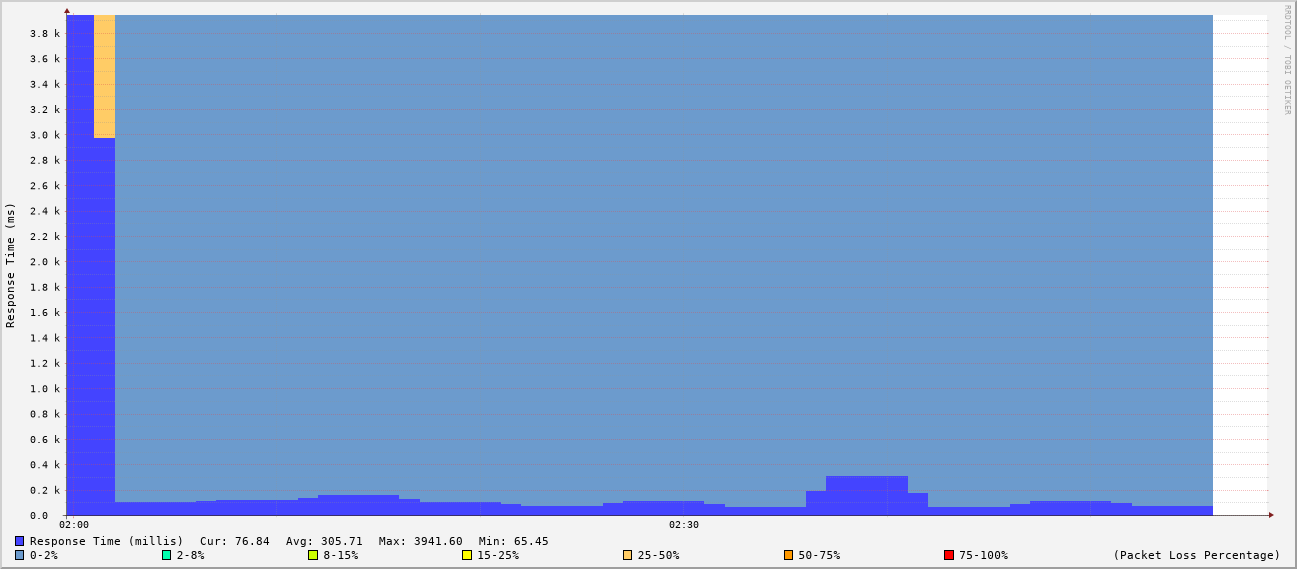 RRDTOOL / TOBI OETIKER
Response Time (ms)
3.8 k
3.6 k
3.4 k
3.2 k
3.0 k
2.8 k
2.6 k
2.4 k
2.2 k
2.0 k
1.8 k
1.6 k
1.4 k
1.2 k
1.0 k
0.8 k
0.6 k
0.4 k
0.2 k
0.0
02:00 02:30
Response Time (millis) Cur: 76.84 Avg: 305.71 Max: 3941.60 Min: 65.45
0-2% 2-8% 8-15% 15-25% 25-50% 50-75% 75-100% (Packet Loss Percentage)